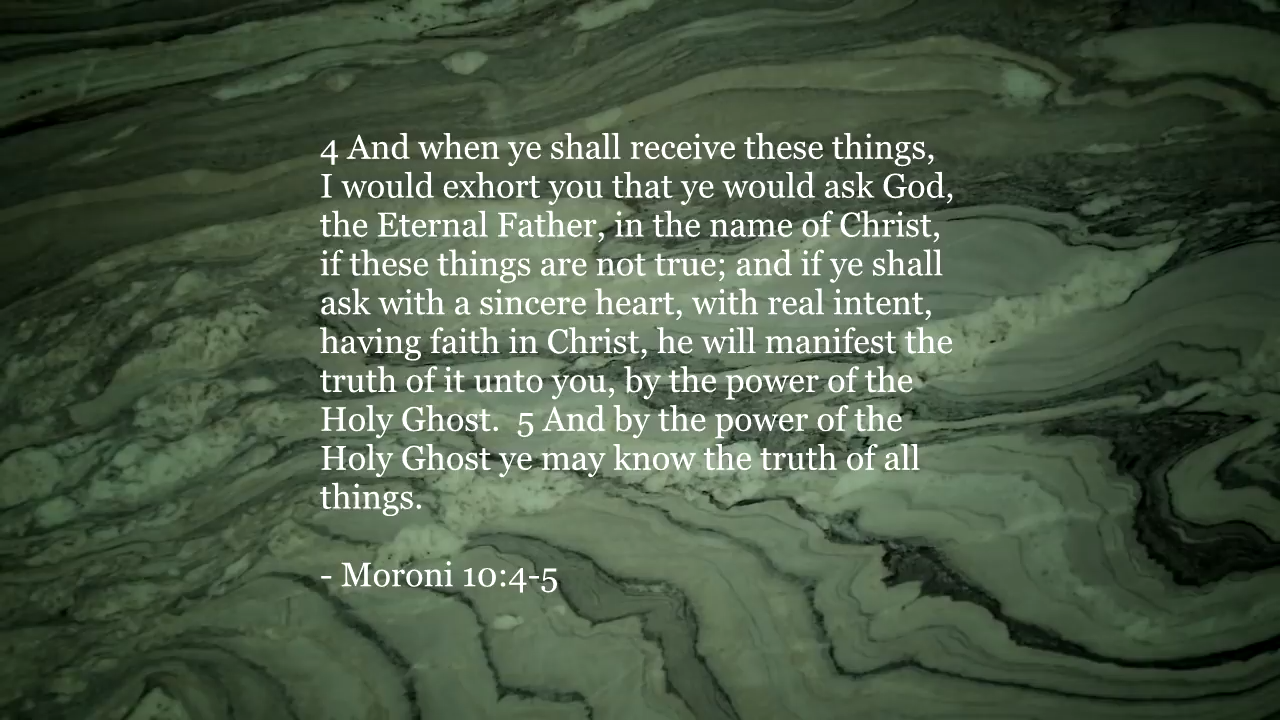 4 And when ye shall receive these things,
I would exhort you that ye would ask God,
the Eternal Father, in the name of Christ,
if these things are not true; and if ye shall
ask with a sincere heart, with real intent,
having faith in Christ, he will manifest the
truth of it unto you, by the power of the
Holy Ghost.  5 And by the power of the
Holy Ghost ye may know the truth of all
things.
- Moroni 10:4-5